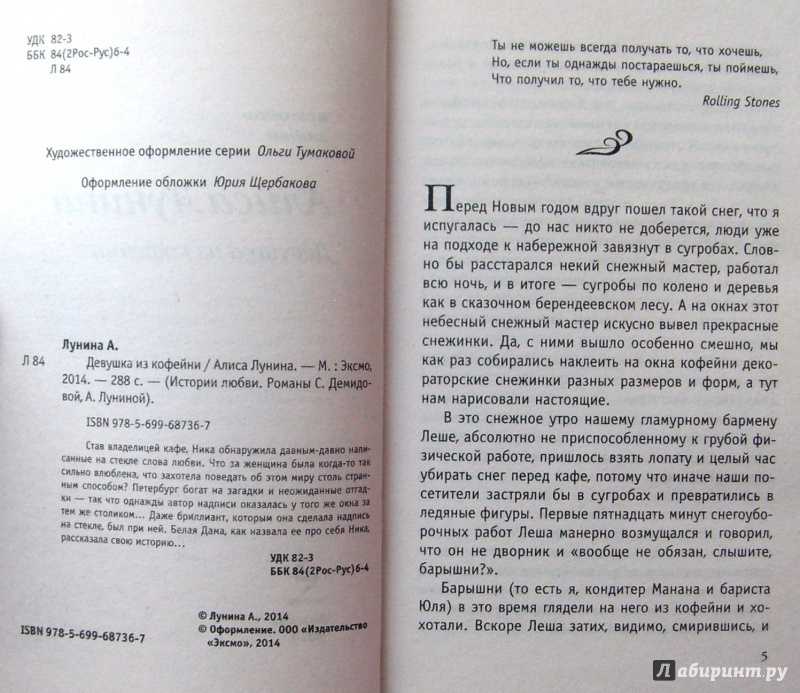 УДК 82-3
ББК 84(2Рос-Рус)6-4
Л 84
Художественное оформление серии Ольги Тумаковой
Оформление обложки Юрия Щербакова
Лунина А.
Л 84 Девушка из кофейни / Алиса Лунина. — М. : Эксмо,
2014. — 288 с. — (Истории любви. Романы С. Демидо-
вой, А. Луниной).
ISBN 978-5-699-68736-7
Став владелицей кафе, Ника обнаружила давным-давно напи-
санные на стекле слова любви. Что за женщина была когда-то так
сильно влюблена, что захотела поведать об этом миру столь стран-
ным способом? Петербург богат на загадки и неожиданные отгад-
ки — так что однажды автор надписи оказалась у того же окна за
тем же столиком... Даже бриллиант, которым она сделала надпись
на стекле, был при ней. Белая Дама, как назвала ее про себя Ника,
рассказала свою историю...
УДК 82-3
ББК 84(2Рос-Рус)6-4
© Лунина А., 2014
© Оформление. ООО «Издательство
«Эксмо», 2014
ISBN 978-5-699-68736-7
Ты не можешь всегда получать то, что хочешь,
Но, если ты однажды постараешься, ты поймешь,
Что получил то, что тебе нужно.
Rolling Stones
Перед Новым годом вдруг пошел такой снег, что я
испугалась — до нас никто не доберется, люди уже
на подходе к набережной завязнут в сугробах. Слов-
но бы расстарался некий снежный мастер, работал
всю ночь, и в итоге — сугробы по колено и деревья
как в сказочном берендеевском лесу. А на окнах этот
небесный снежный мастер искусно вывел прекрасные
снежинки. Да, с ними вышло особенно смешно, мы
как раз собирались наклеить на окна кофейни деко-
раторские снежинки разных размеров и форм, а тут
нам нарисовали настоящие.
В это снежное утро нашему гламурному бармену
Леше, абсолютно не приспособленному к грубой фи-
зической работе, пришлось взять лопату и целый час
убирать снег перед кафе, потому что иначе наши по-
сетители застряли бы в сугробах и превратились в
ледяные фигуры. Первые пятнадцать минут снегоубо-
рочных работ Леша манерно возмущался и говорил,
что он не дворник и «вообще не обязан, слышите,
барышни?».
Барышни (то есть я, кондитер Манана и бариста
Юля) в это время глядели на него из кофейни и хо-
хотали. Вскоре Леша затих, видимо, смирившись, и
5
Лабиринт.ру